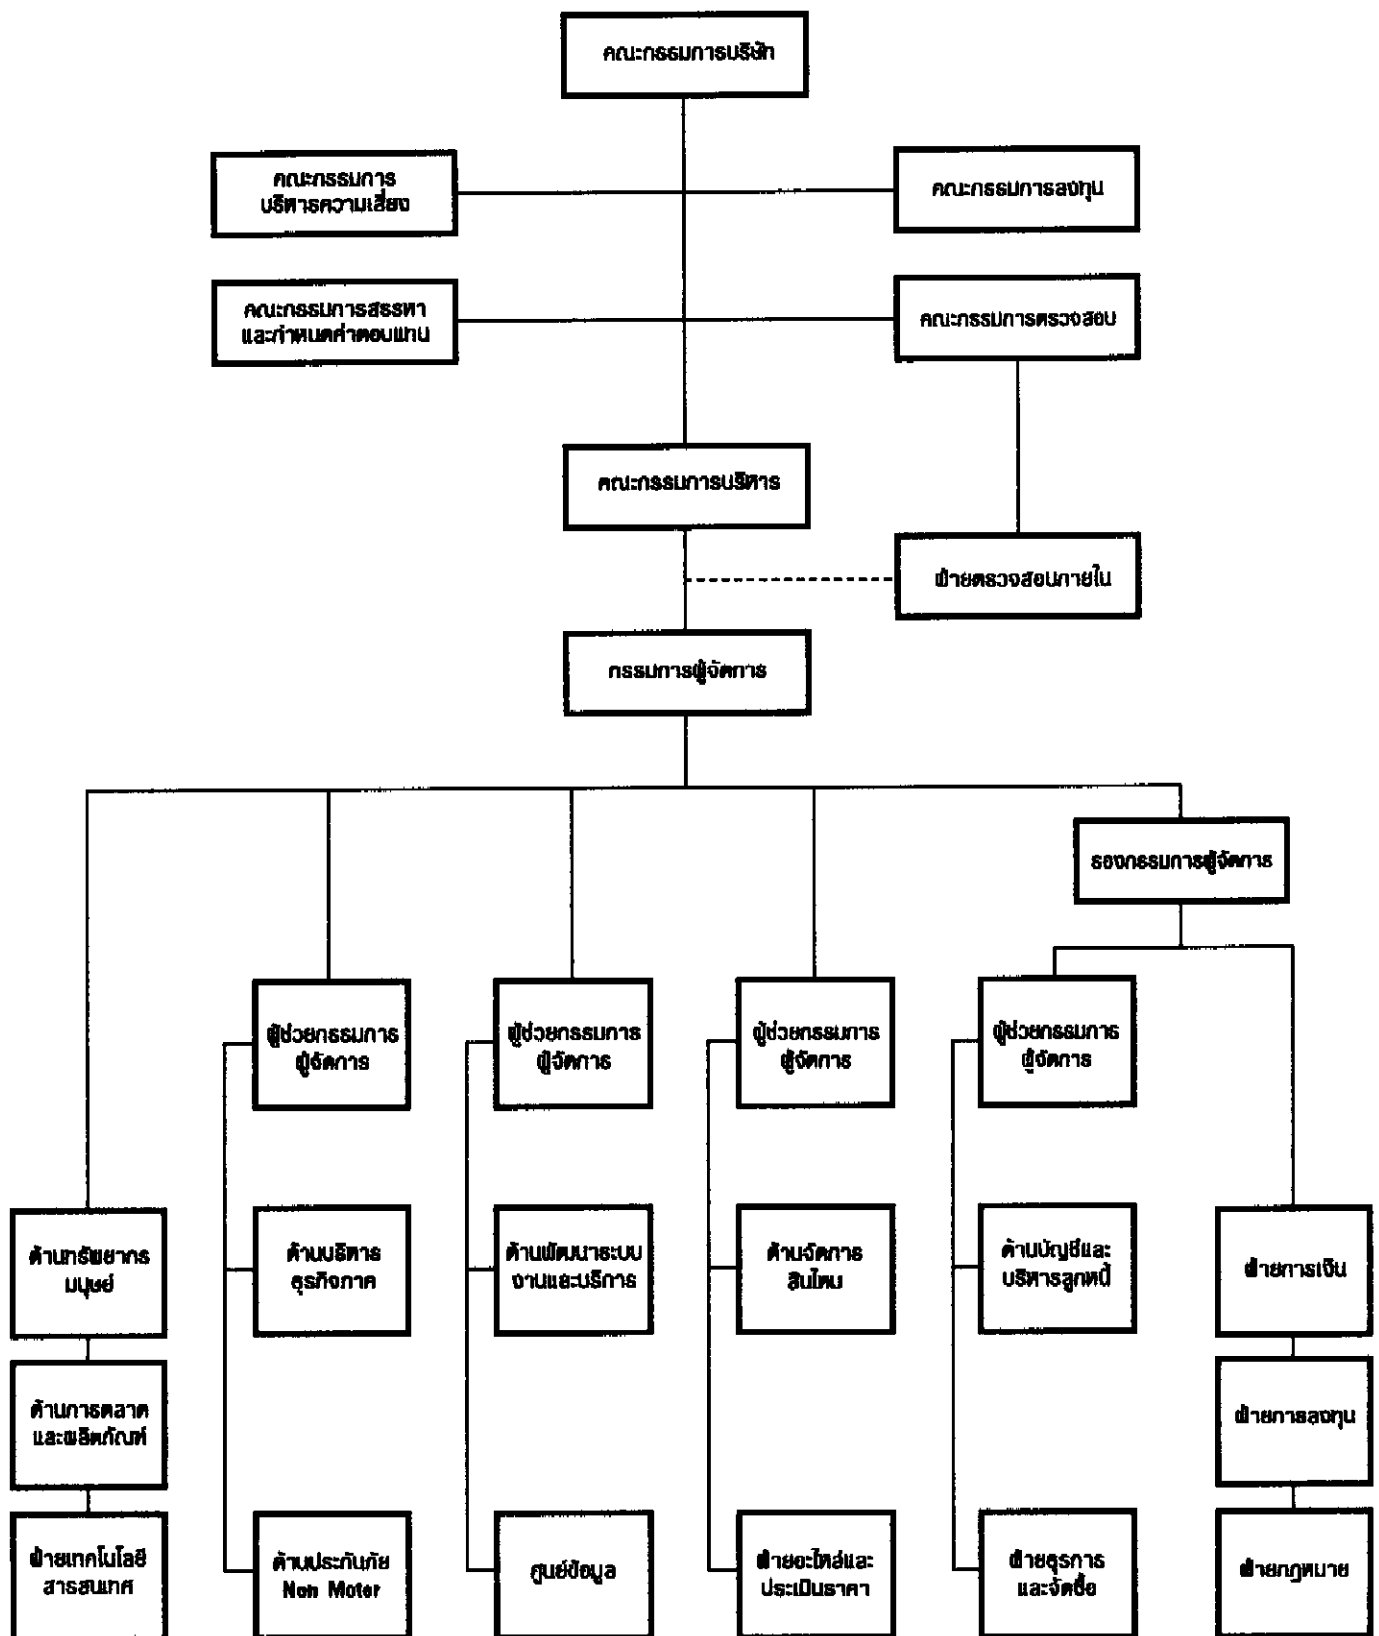 คณะกรรมการบริษัท
คณะกรรมการ
บริหารความเสี่ยง
คณะกรรมการลงทุน
คณะกรรมการสรรหา
และกำหนดค่าตอบแทน
คณะกรรมการตรวจสอบ
คณะกรรมการบริหาร
ฝ่ายตรวจสอบภายใน
กรรมการผู้จัดการ
รองกรรมการผู้จัดการ
ผู้ช่วยกรรมการ
ผู้จัดการ
ผู้ช่วยกรรมการ
ผู้จัดการ
ผู้ช่วยกรรมการ
ผู้จัดการ
ผู้ช่วยกรรมการ
ผู้จัดการ
ด้านทรัพยากร
มนุษย์
ด้านบริหาร
ธุรกิจภาค
ด้านพัฒนาระบบ
งานและบริการ
ด้านจัดการ
สินไหม
ด้านบัญชีและ
บริหารลูกหนี้
ฝ่ายการเงิน
ด้านการตลาด
และผลิตภัณฑ์
ฝ่ายการลงทุน
ฝ่ายเทคโนโลยี
สารสนเทศ
ด้านประกันภัย
Non Motor
ศูนย์ข้อมูล
ฝ่ายอะไหล่และ
ประเมินราคา
ฝ่ายธุรการ
และจัดซื้อ
ฝ่ายกฎหมาย